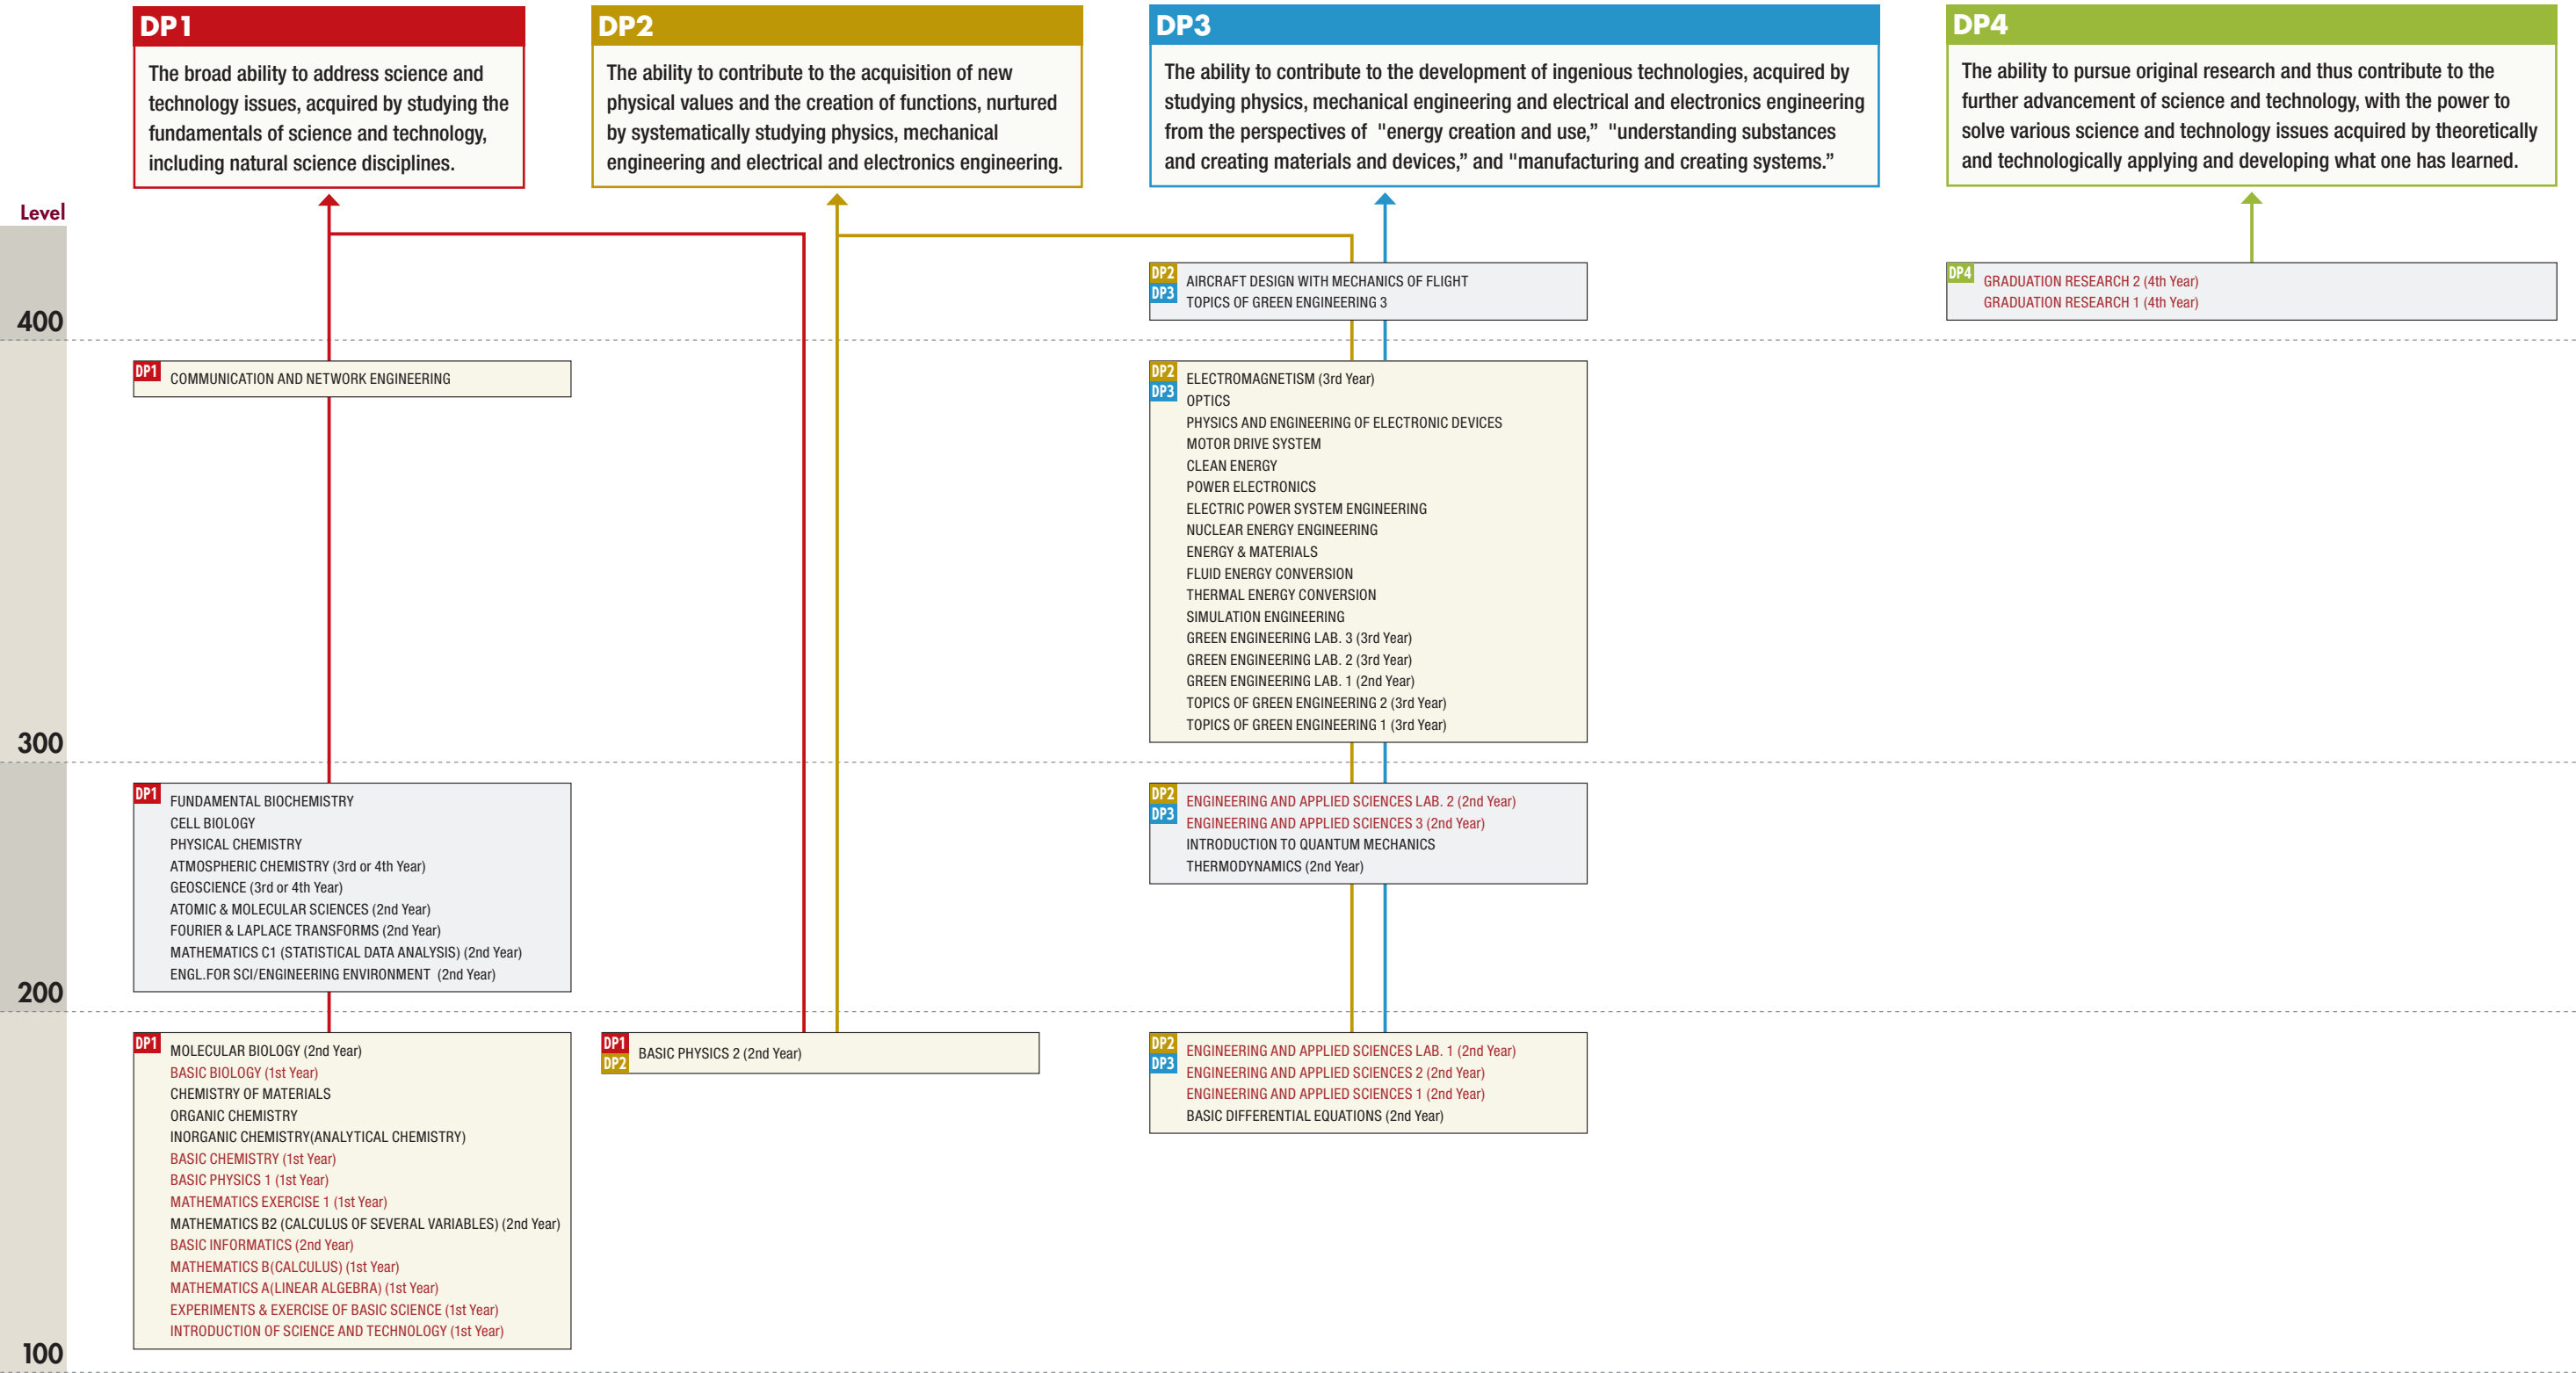 DP1
The broad ability to address science and
technology issues, acquired by studying the
fundamentals of science and technology,
including natural science disciplines.
DP2
The ability to contribute to the acquisition of new
physical values and the creation of functions, nurtured
by systematically studying physics, mechanical
engineering and electrical and electronics engineering.
DP3
The ability to contribute to the development of ingenious technologies, acquired by
studying physics, mechanical engineering and electrical and electronics engineering
from the perspectives of "energy creation and use,” "understanding substances
and creating materials and devices,” and "manufacturing and creating systems.”
DP4
The ability to pursue original research and thus contribute to the
further advancement of science and technology, with the power to
solve various science and technology issues acquired by theoretically
and technologically applying and developing what one has learned.
Level
400
DP2
DP3
AIRCRAFT DESIGN WITH MECHANICS OF FLIGHT
TOPICS OF GREEN ENGINEERING 3
DP4
GRADUATION RESEARCH 2 (4th Year)
GRADUATION RESEARCH 1 (4th Year)
300
DP1
COMMUNICATION AND NETWORK ENGINEERING
DP2
DP3
ELECTROMAGNETISM (3rd Year)
OPTICS
PHYSICS AND ENGINEERING OF ELECTRONIC DEVICES
MOTOR DRIVE SYSTEM
CLEAN ENERGY
POWER ELECTRONICS
ELECTRIC POWER SYSTEM ENGINEERING
NUCLEAR ENERGY ENGINEERING
ENERGY & MATERIALS
FLUID ENERGY CONVERSION
THERMAL ENERGY CONVERSION
SIMULATION ENGINEERING
GREEN ENGINEERING LAB. 3 (3rd Year)
GREEN ENGINEERING LAB. 2 (3rd Year)
GREEN ENGINEERING LAB. 1 (2nd Year)
TOPICS OF GREEN ENGINEERING 2 (3rd Year)
TOPICS OF GREEN ENGINEERING 1 (3rd Year)
200
DP1
FUNDAMENTAL BIOCHEMISTRY
CELL BIOLOGY
PHYSICAL CHEMISTRY
ATMOSPHERIC CHEMISTRY (3rd or 4th Year)
GEOSCIENCE (3rd or 4th Year)
ATOMIC & MOLECULAR SCIENCES (2nd Year)
FOURIER & LAPLACE TRANSFORMS (2nd Year)
MATHEMATICS C1 (STATISTICAL DATA ANALYSIS) (2nd Year)
ENGL.FOR SCI/ENGINEERING ENVIRONMENT (2nd Year)
DP2
DP3
ENGINEERING AND APPLIED SCIENCES LAB. 2 (2nd Year)
ENGINEERING AND APPLIED SCIENCES 3 (2nd Year)
INTRODUCTION TO QUANTUM MECHANICS
THERMODYNAMICS (2nd Year)
100
DP1
MOLECULAR BIOLOGY (2nd Year)
BASIC BIOLOGY (1st Year)
CHEMISTRY OF MATERIALS
ORGANIC CHEMISTRY
INORGANIC CHEMISTRY(ANALYTICAL CHEMISTRY)
BASIC CHEMISTRY (1st Year)
BASIC PHYSICS 1 (1st Year)
MATHEMATICS EXERCISE 1 (1st Year)
MATHEMATICS B2 (CALCULUS OF SEVERAL VARIABLES) (2nd Year)
BASIC INFORMATICS (2nd Year)
MATHEMATICS B(CALCULUS) (1st Year)
MATHEMATICS A(LINEAR ALGEBRA) (1st Year)
EXPERIMENTS & EXERCISE OF BASIC SCIENCE (1st Year)
INTRODUCTION OF SCIENCE AND TECHNOLOGY (1st Year)
DP1
DP2
BASIC PHYSICS 2 (2nd Year)
DP2
DP3
ENGINEERING AND APPLIED SCIENCES LAB. 1 (2nd Year)
ENGINEERING AND APPLIED SCIENCES 2 (2nd Year)
ENGINEERING AND APPLIED SCIENCES 1 (2nd Year)
BASIC DIFFERENTIAL EQUATIONS (2nd Year)